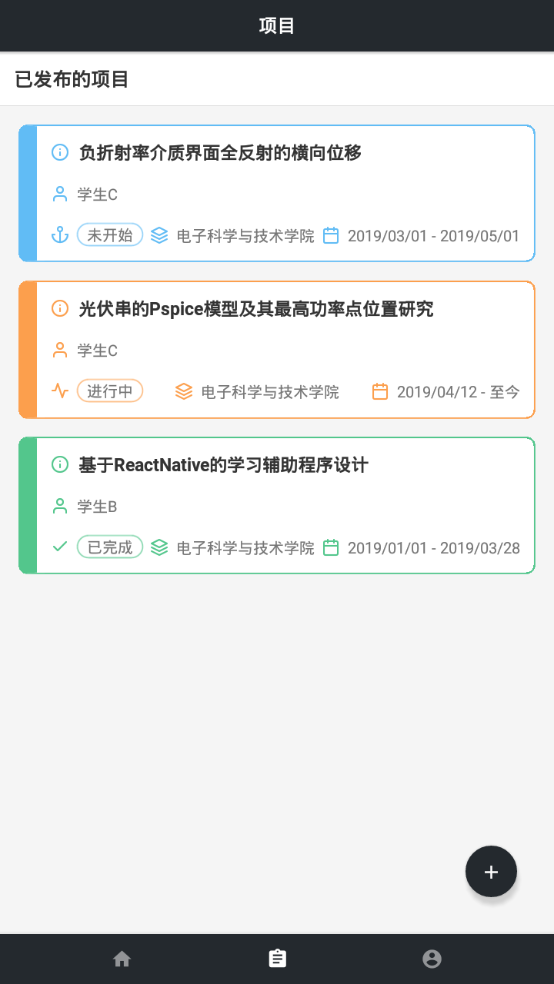 项目
已发布的项目
负折射率介质界面全反射的横向位移
学生C
未开始 电子科学与技术学院 2019/03/01 - 2019/05/01
光伏串的Pspice模型及其最高功率点位置研究
学生C
进行中 电子科学与技术学院 2019/04/12 - 至今
基于ReactNative的学习辅助程序设计
学生B
已完成 电子科学与技术学院 2019/01/01 - 2019/03/28